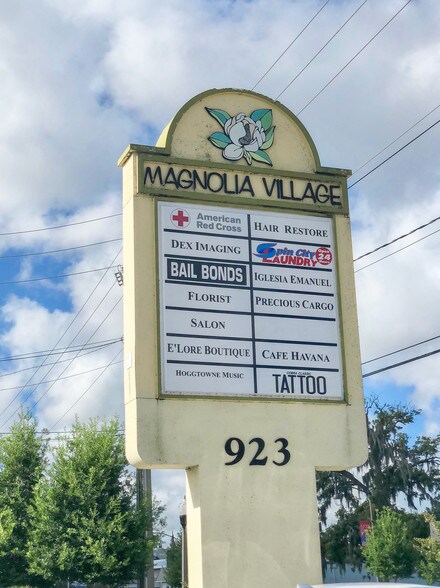 MAGNOLIA VILLAGE
American
Red Cross
HAIR RESTORE
DEX IMAGING
Spin City
LAUNDRY
24
BAIL BONDS
IGLESIA EMANUEL
FLORIST
PRECIOUS CARGO
SALON
E'LORE BOUTIQUE
CAFE HAVANA
HOGGTOWNE MUSIC
TATTOO
923